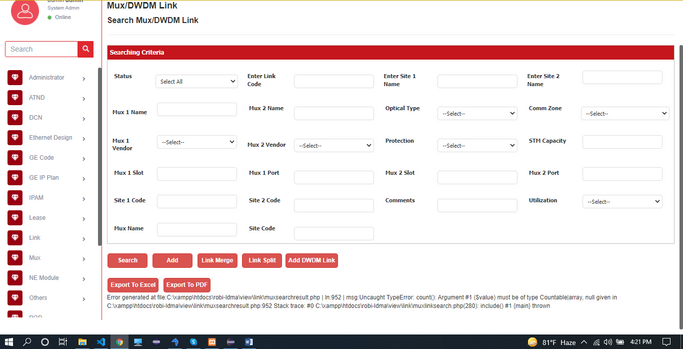 System Admin
Online
Search
Administrator
ATND
DCN
Ethernet Design
GE Code
GE IP Plan
IPAM
Lease
Link
Mux
NE Module
Others
Mux/DWDM Link
Search Mux/DWDM Link
Searching Criteria
Status Select All Enter Link Code Enter Site 1 Name Enter Site 2 Name
Mux 1 Name Mux 2 Name Optical Type --Select-- Comm Zone --Select--
Mux 1 Vendor --Select-- Mux 2 Vendor --Select-- Protection --Select-- STM Capacity
Mux 1 Slot Mux 1 Port Mux 2 Slot Mux 2 Port
Site 1 Code Site 2 Code Comments Utilization --Select--
Mux Name Site Code
Search Add Link Merge Link Split Add DWDM Link
Export To Excel Export To PDF
Error generated at file:C:\xampp\htdocs\robi-ldma\view\link\muxsearchresult.php | ln:952 | msg:Uncaught TypeError: count(): Argument #1 ($value) must be of type Countable|array, null given in
C:\xampp\htdocs\robi-ldma\view\link\muxsearchresult.php:952 Stack trace: #0 C:\xampp\htdocs\robi-ldma\view\link\muxlinksearch.php(280): include() #1 {main} thrown
81°F Haze 4:21 PM